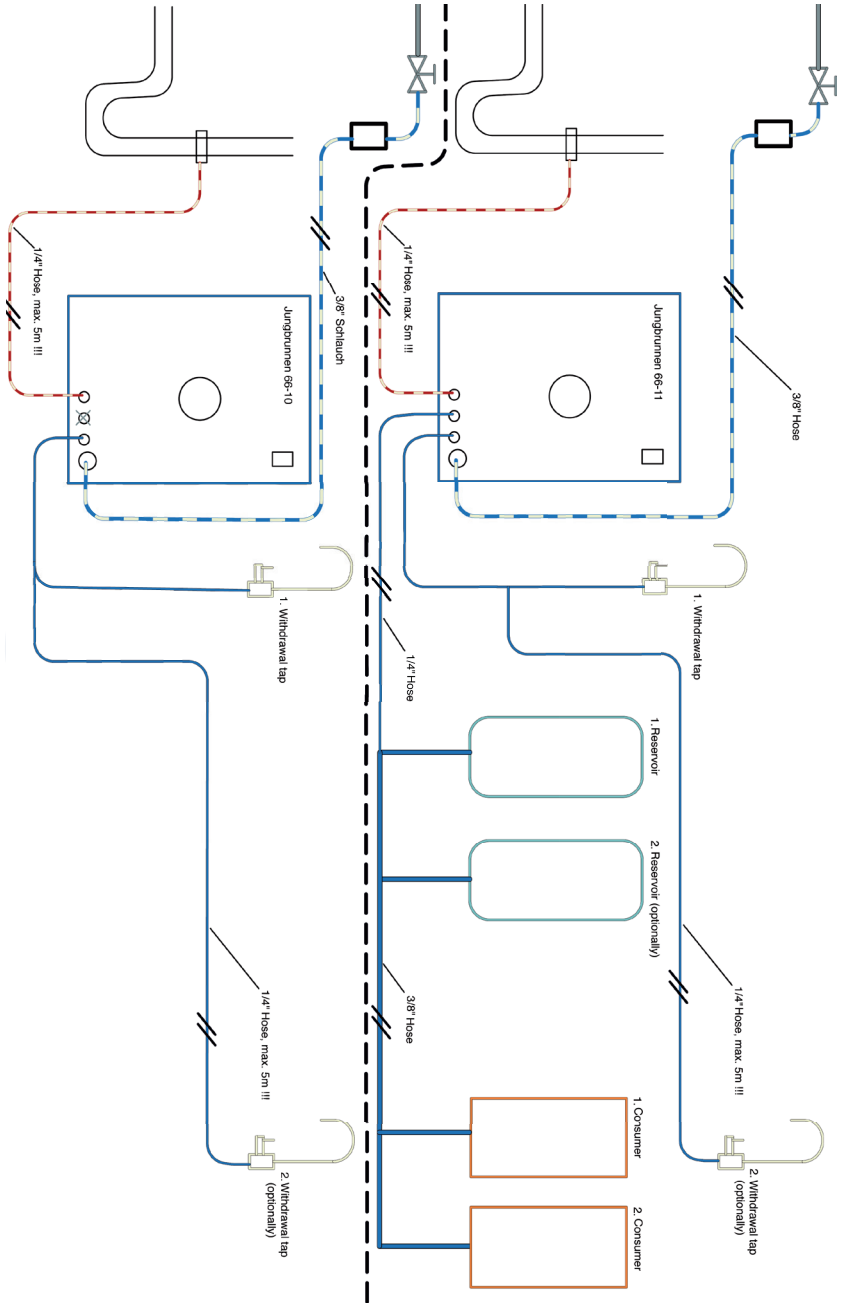 3/8" Hose
2. Withdrawal tap
(optionally)
1/4" Hose, max. 5m !!!
1. Withdrawal tap
Jungbrunnen 66-11
1. Reservoir
2. Reservoir (optionally)
1. Consumer
2. Consumer
1/4" Hose, max. 5m !!!
1/4" Hose
3/8" Hose
3/8" Schlauch
Jungbrunnen 66-10
1. Withdrawal tap
2. Withdrawal tap
(optionally)
1/4" Hose, max. 5m !!!
1/4" Hose, max. 5m !!!